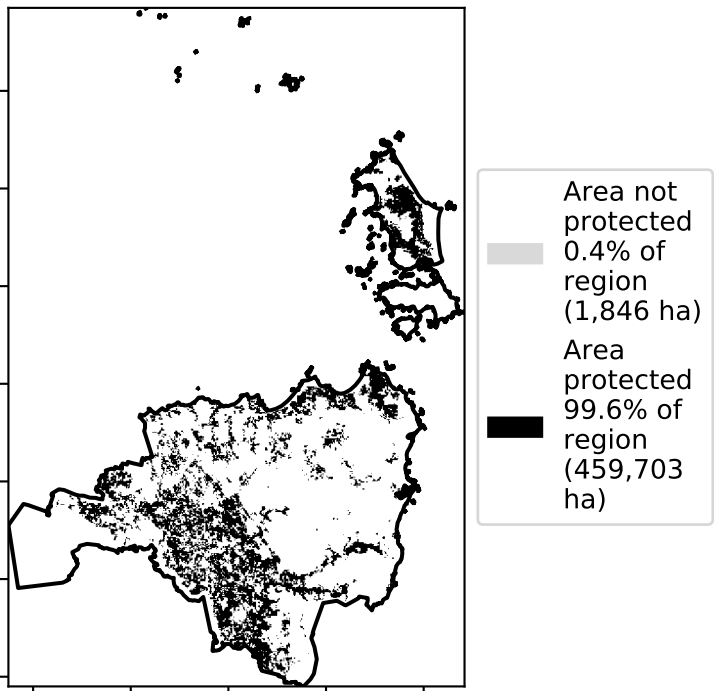 Area not
protected
0.4% of
region
(1,846 ha)
Area
protected
99.6% of
region
(459,703
ha)